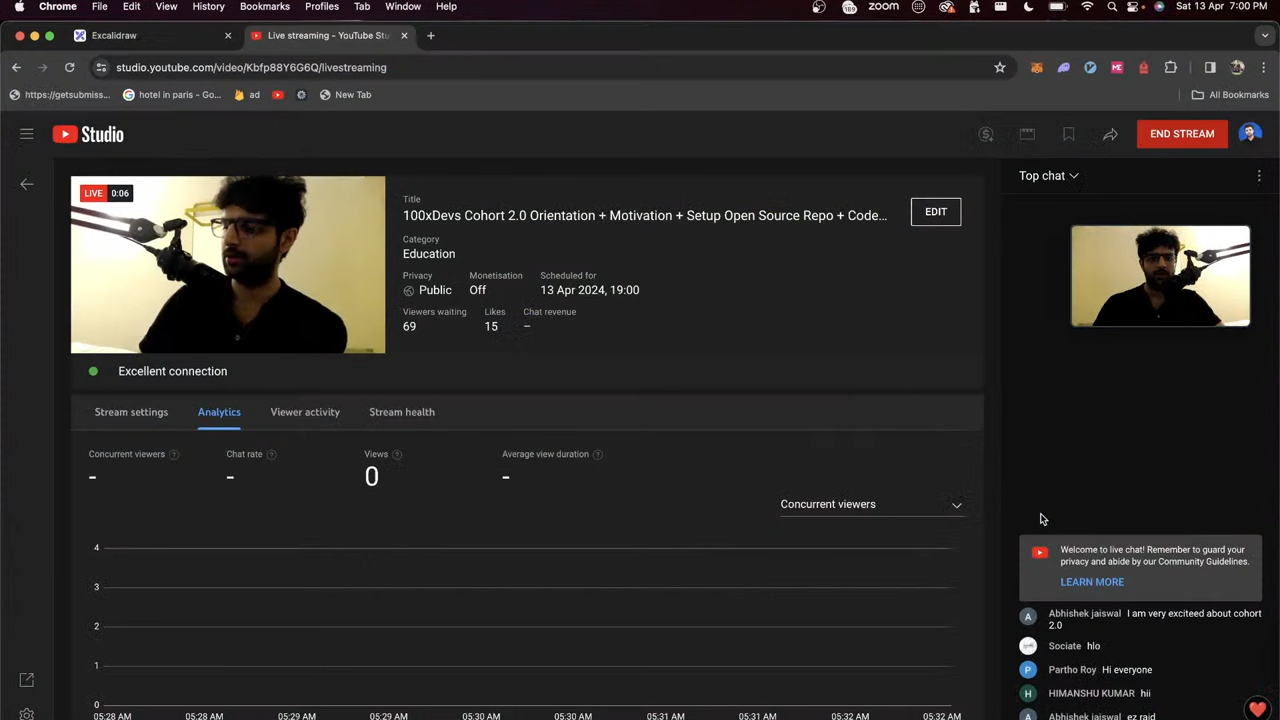 Chrome File Edit View History Bookmarks Profiles Tab Window Help zoom Sat 13 Apr 7:00 PM
Excalidraw Live streaming - YouTube Stu
studio.youtube.com/video/Kbfp88Y6G6Q/livestreaming
https://getsubmiss... hotel in paris - Go... ad New Tab All Bookmarks
Studio
END STREAM
LIVE 0:06
Title
100xDevs Cohort 2.0 Orientation + Motivation + Setup Open Source Repo + Code...
EDIT
Category
Education
Privacy Monetisation Scheduled for
Public Off 13 Apr 2024, 19:00
Viewers waiting Likes Chat revenue
69 15 –
Excellent connection
Stream settings Analytics Viewer activity Stream health
Concurrent viewers ? Chat rate ? Views ? Average view duration ?
- - 0 -
Concurrent viewers
4
3
2
1
0
05:28 AM 05:28 AM 05:29 AM 05:29 AM 05:30 AM 05:30 AM 05:31 AM 05:31 AM 05:32 AM 05:32 AM
Top chat
Welcome to live chat! Remember to guard your
privacy and abide by our Community Guidelines.
LEARN MORE
A Abhishek jaiswal I am very exciteed about cohort
2.0
Sociate hlo
P Partho Roy Hi everyone
H HIMANSHU KUMAR hii
A Abhishek jaiswal ez raid